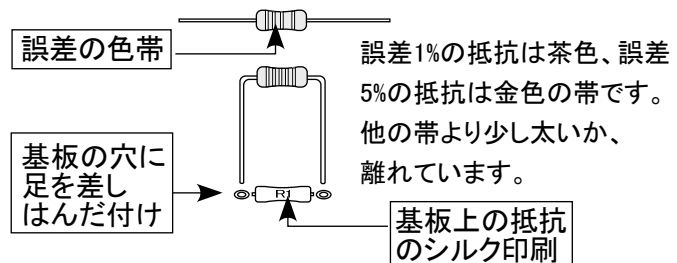 誤差の色帯
誤差1%の抵抗は茶色、誤差
5%の抵抗は金色の帯です。
他の帯より少し太いか、
離れています。
基板の穴に
足を差し
はんだ付け
R1
基板上の抵抗
のシルク印刷